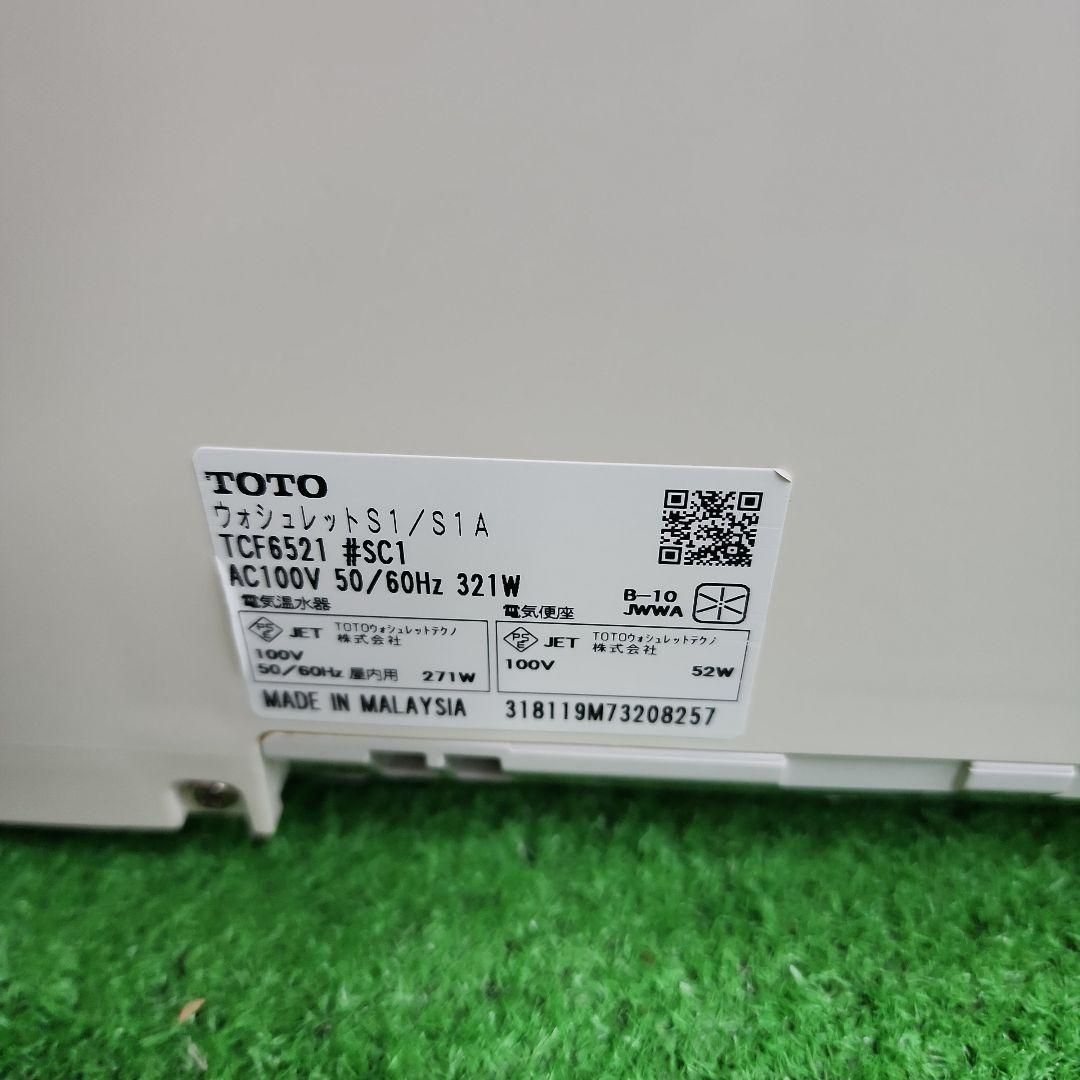 TOTO
ウォシュレットS1/S1A
TCF6521 #SC1
AC100V 50/60Hz 321W
B-10
JWWA
電気温水器
PSE JET TOTOウォシュレットテクノ
株式会社
100V
50/60Hz 屋内用 271W
電気便座
PSE JET TOTOウォシュレットテクノ
株式会社
100V 52W
MADE IN MALAYSIA 318119M73208257